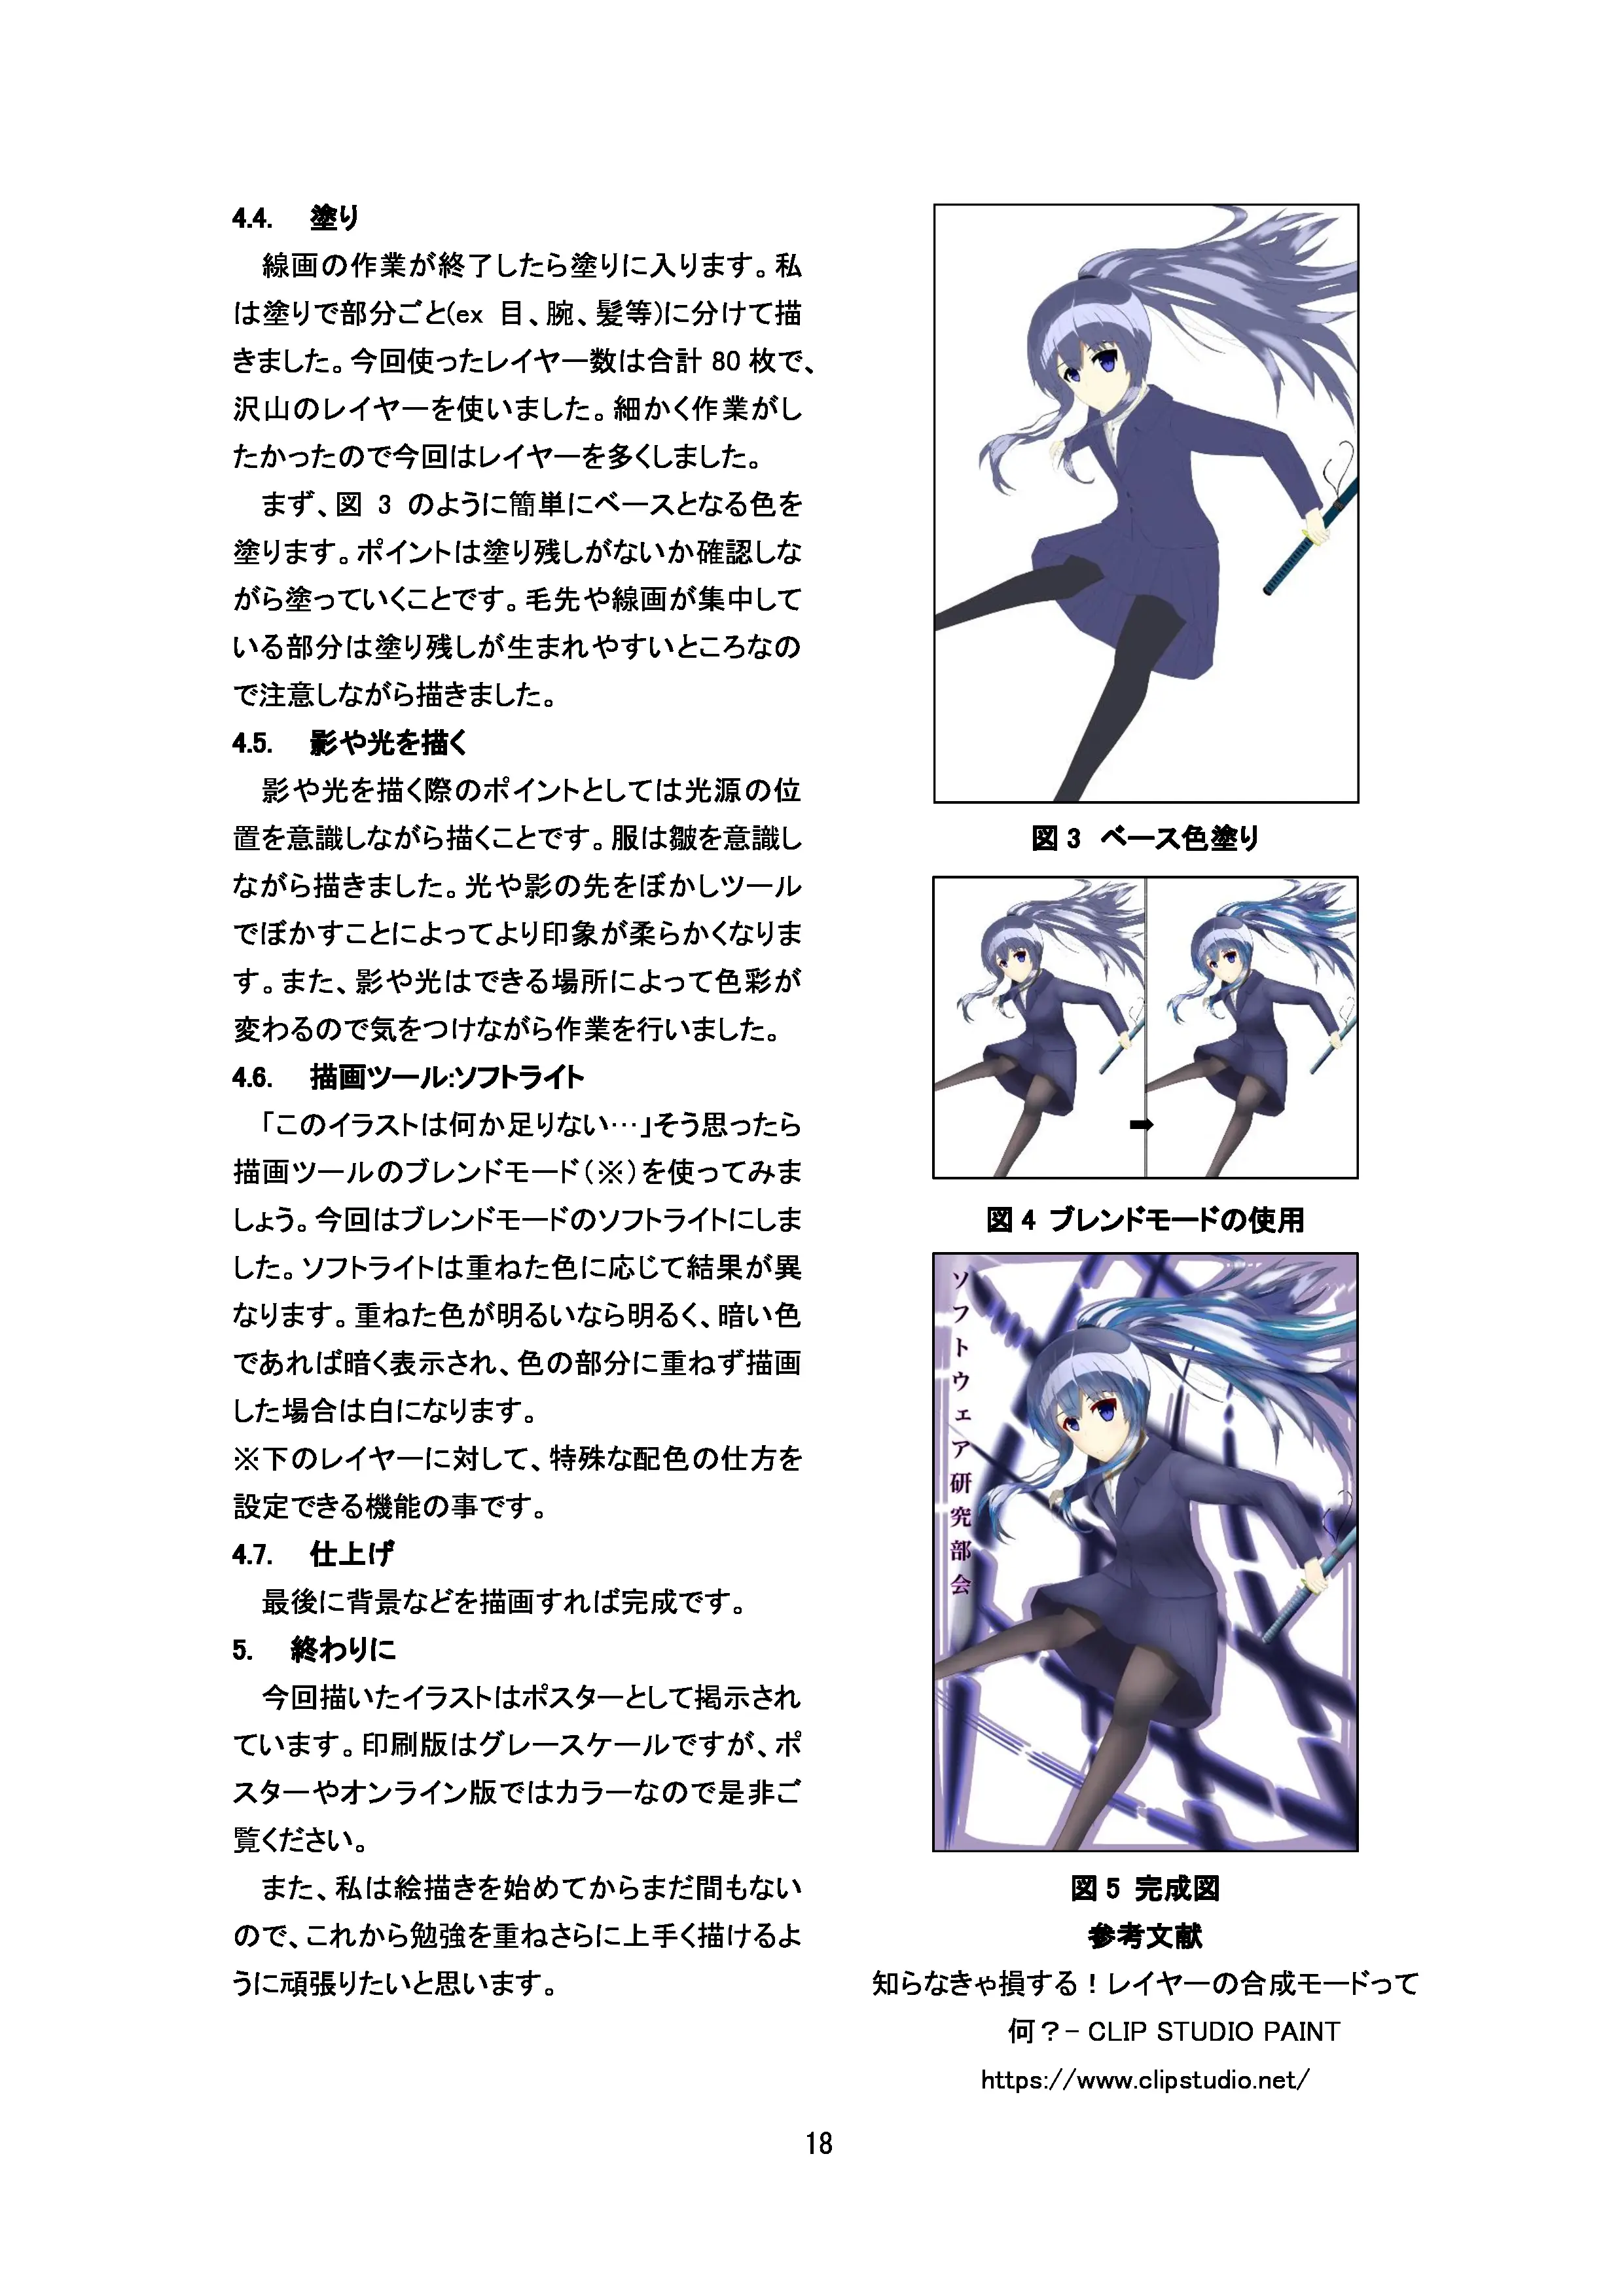 4.4. 塗り
線画の作業が終了したら塗りに入ります。私
は塗りで部分ごと(ex 目、腕、髪等)に分けて描
きました。今回使ったレイヤー数は合計 80 枚で、
沢山のレイヤーを使いました。細かく作業がし
たかったので今回はレイヤーを多くしました。
まず、図 3 のように簡単にベースとなる色を
塗ります。ポイントは塗り残しがないか確認しな
がら塗っていくことです。毛先や線画が集中して
いる部分は塗り残しが生まれやすいところなの
で注意しながら描きました。
4.5. 影や光を描く
影や光を描く際のポイントとしては光源の位
置を意識しながら描くことです。服は皺を意識し
ながら描きました。光や影の先をぼかしツール
でぼかすことによってより印象が柔らかくなりま
す。また、影や光はできる場所によって色彩が
変わるので気をつけながら作業を行いました。
4.6. 描画ツール:ソフトライト
「このイラストは何か足りない…」そう思ったら
描画ツールのブレンドモード（※）を使ってみま
しょう。今回はブレンドモードのソフトライトにしま
した。ソフトライトは重ねた色に応じて結果が異
なります。重ねた色が明るいなら明るく、暗い色
であれば暗く表示され、色の部分に重ねず描画
した場合は白になります。
※下のレイヤーに対して、特殊な配色の仕方を
設定できる機能の事です。
4.7. 仕上げ
最後に背景などを描画すれば完成です。
5. 終わりに
今回描いたイラストはポスターとして掲示され
ています。印刷版はグレースケールですが、ポ
スターやオンライン版ではカラーなので是非ご
覧ください。
また、私は絵描きを始めてからまだ間もない
ので、これから勉強を重ねさらに上手く描けるよ
うに頑張りたいと思います。
図 3 ベース色塗り
図 4 ブレンドモードの使用
ソフトウェア研究部会
図 5 完成図
参考文献
知らなきゃ損する！レイヤーの合成モードって
何？- CLIP STUDIO PAINT
https://www.clipstudio.net/
18